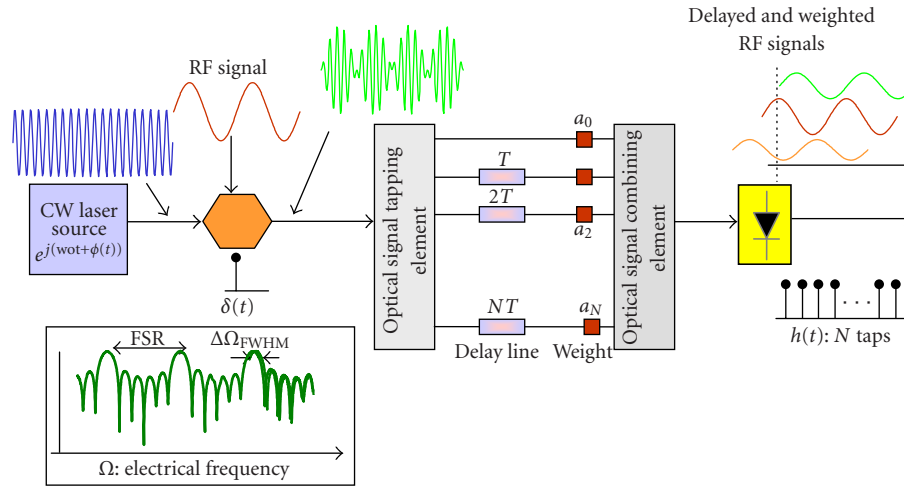 Delayed and weighted
RF signals
RF signal
CW laser
source
e^{j(wot+ϕ(t))}
δ(t)
Optical signal tapping
element
T
2T
NT
Delay line
a_0
a_2
a_N
Weight
Optical signal combining
element
· · ·
h(t): N taps
FSR
ΔΩ_FWHM
Ω: electrical frequency